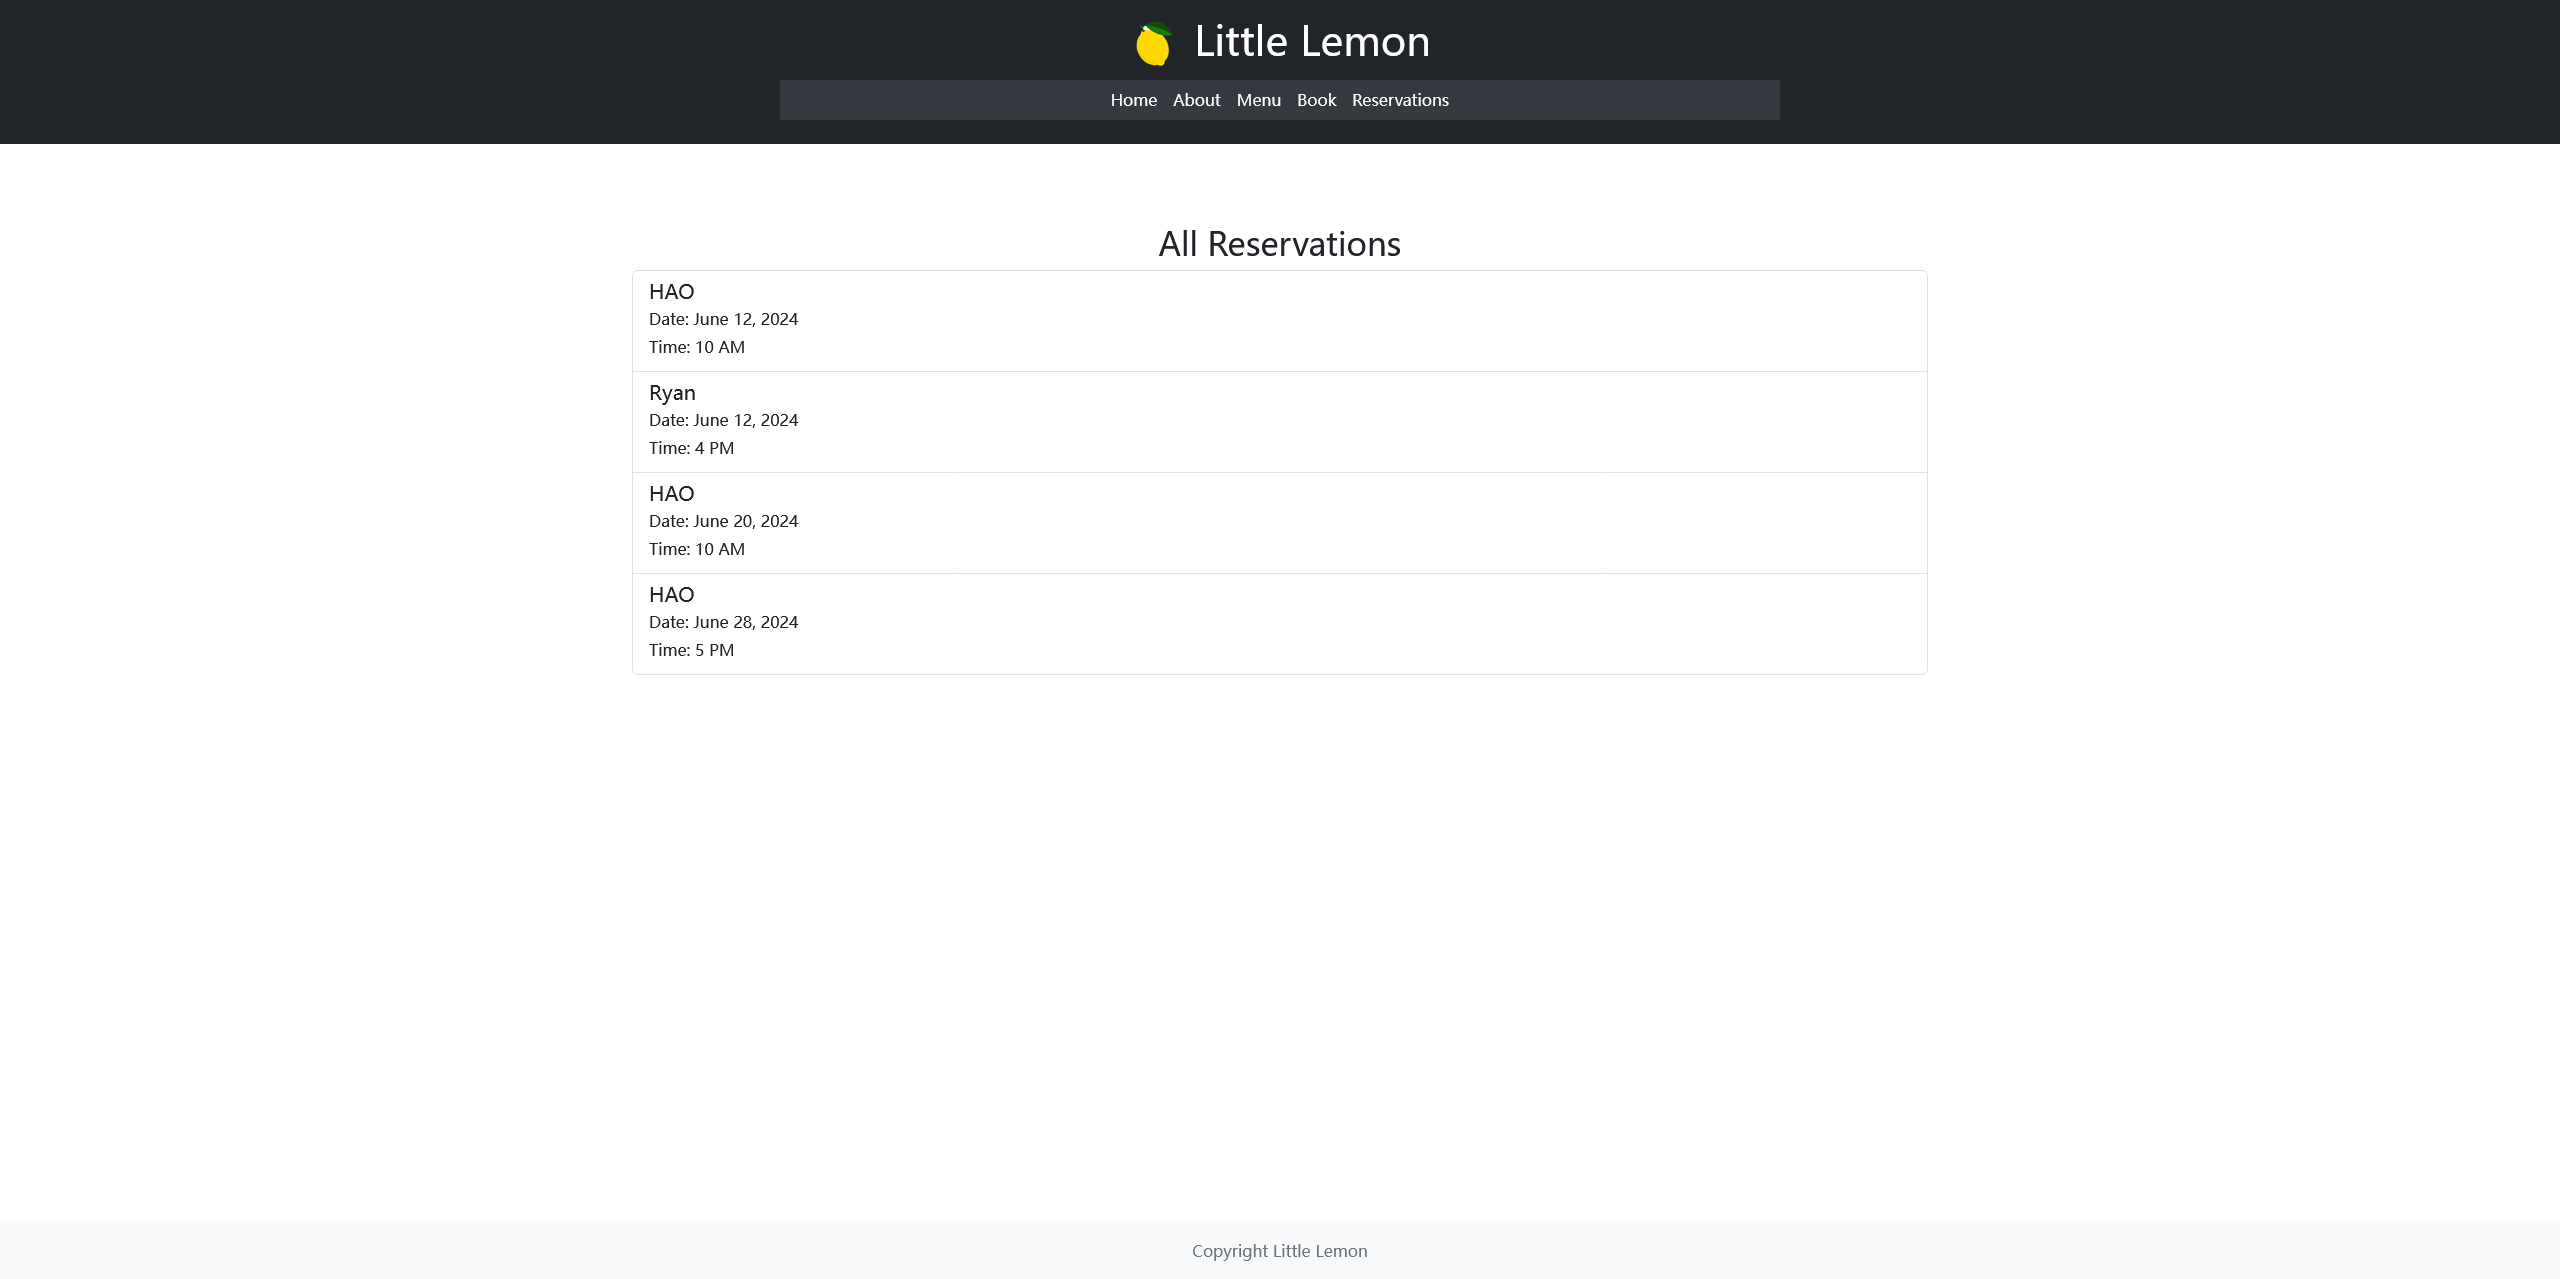 Little Lemon
Home About Menu Book Reservations
All Reservations
HAO
Date: June 12, 2024
Time: 10 AM
Ryan
Date: June 12, 2024
Time: 4 PM
HAO
Date: June 20, 2024
Time: 10 AM
HAO
Date: June 28, 2024
Time: 5 PM
Copyright Little Lemon